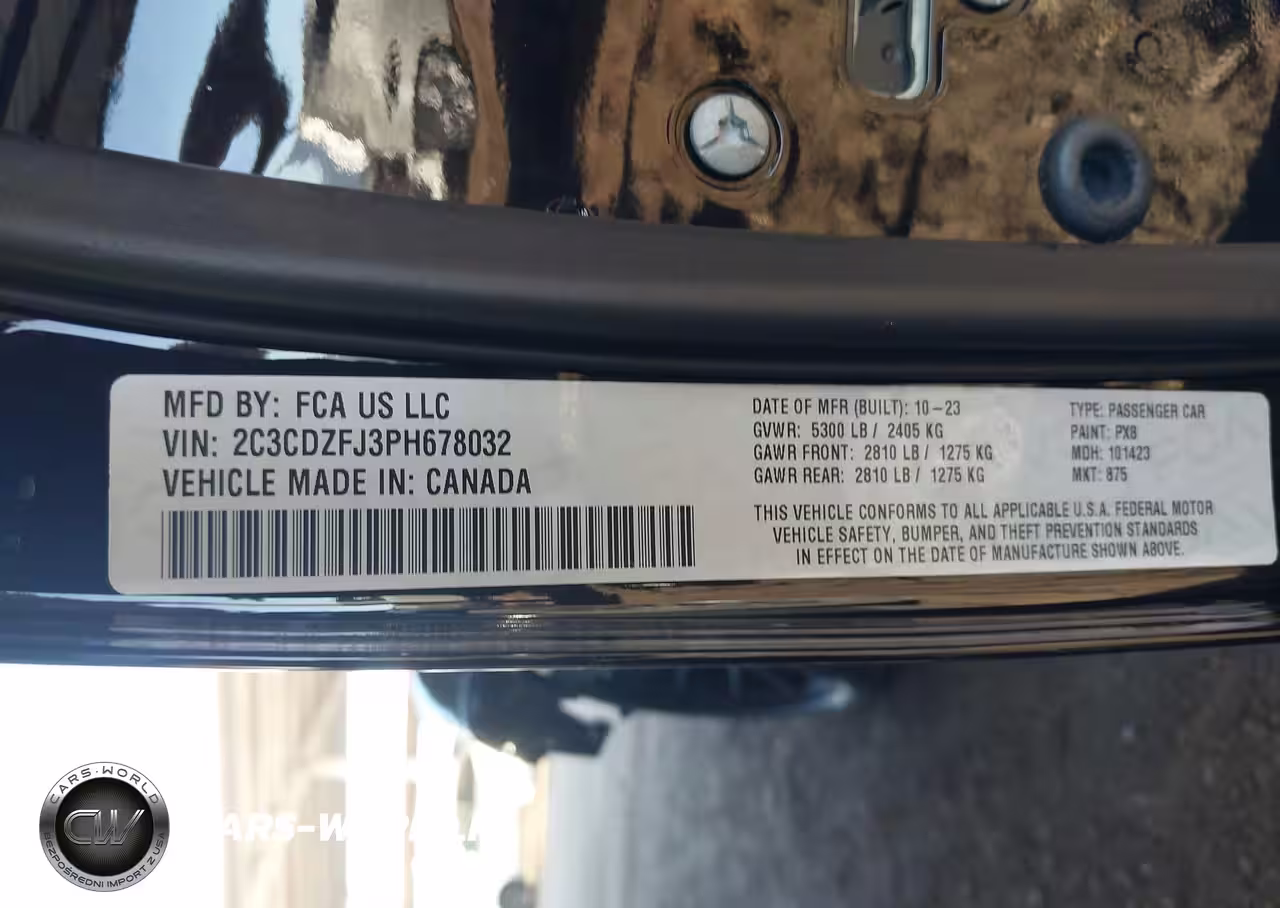 MFD BY: FCA US LLC
VIN: 2C3CDZFJ3PH678032
VEHICLE MADE IN: CANADA
DATE OF MFR (BUILT): 10-23
GVWR: 5300 LB / 2405 KG
GAWR FRONT: 2810 LB / 1275 KG
GAWR REAR: 2810 LB / 1275 KG
TYPE: PASSENGER CAR
PAINT: PX8
MDH: 101423
MKT: 875
THIS VEHICLE CONFORMS TO ALL APPLICABLE U.S.A. FEDERAL MOTOR
VEHICLE SAFETY, BUMPER, AND THEFT PREVENTION STANDARDS
IN EFFECT ON THE DATE OF MANUFACTURE SHOWN ABOVE.
CARS-WORLD
CW
BEZPOŚREDNI IMPORT Z USA